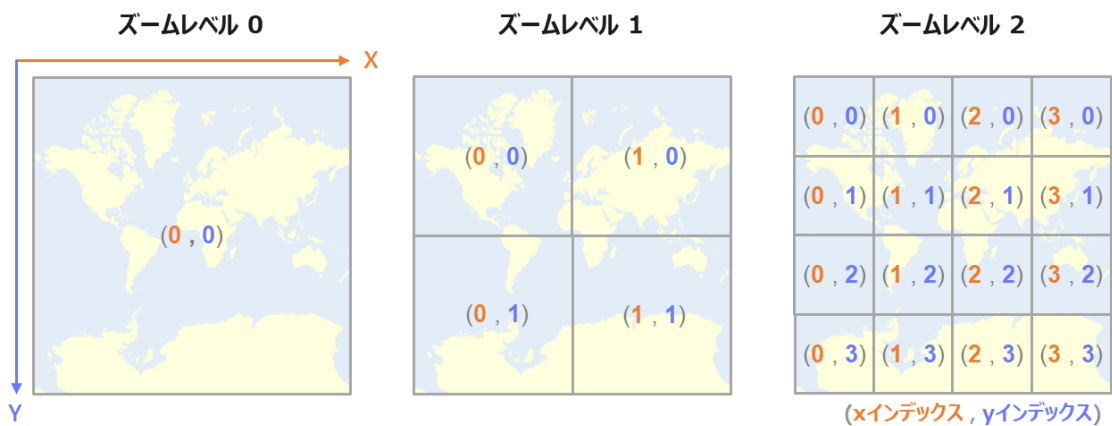 ズームレベル 0
ズームレベル 1
ズームレベル 2
X
Y
(0 , 0)
(0 , 0) (1 , 0)
(0 , 1) (1 , 1)
(0 , 0) (1 , 0) (2 , 0) (3 , 0)
(0 , 1) (1 , 1) (2 , 1) (3 , 1)
(0 , 2) (1 , 2) (2 , 2) (3 , 2)
(0 , 3) (1 , 3) (2 , 3) (3 , 3)
(xインデックス , yインデックス)